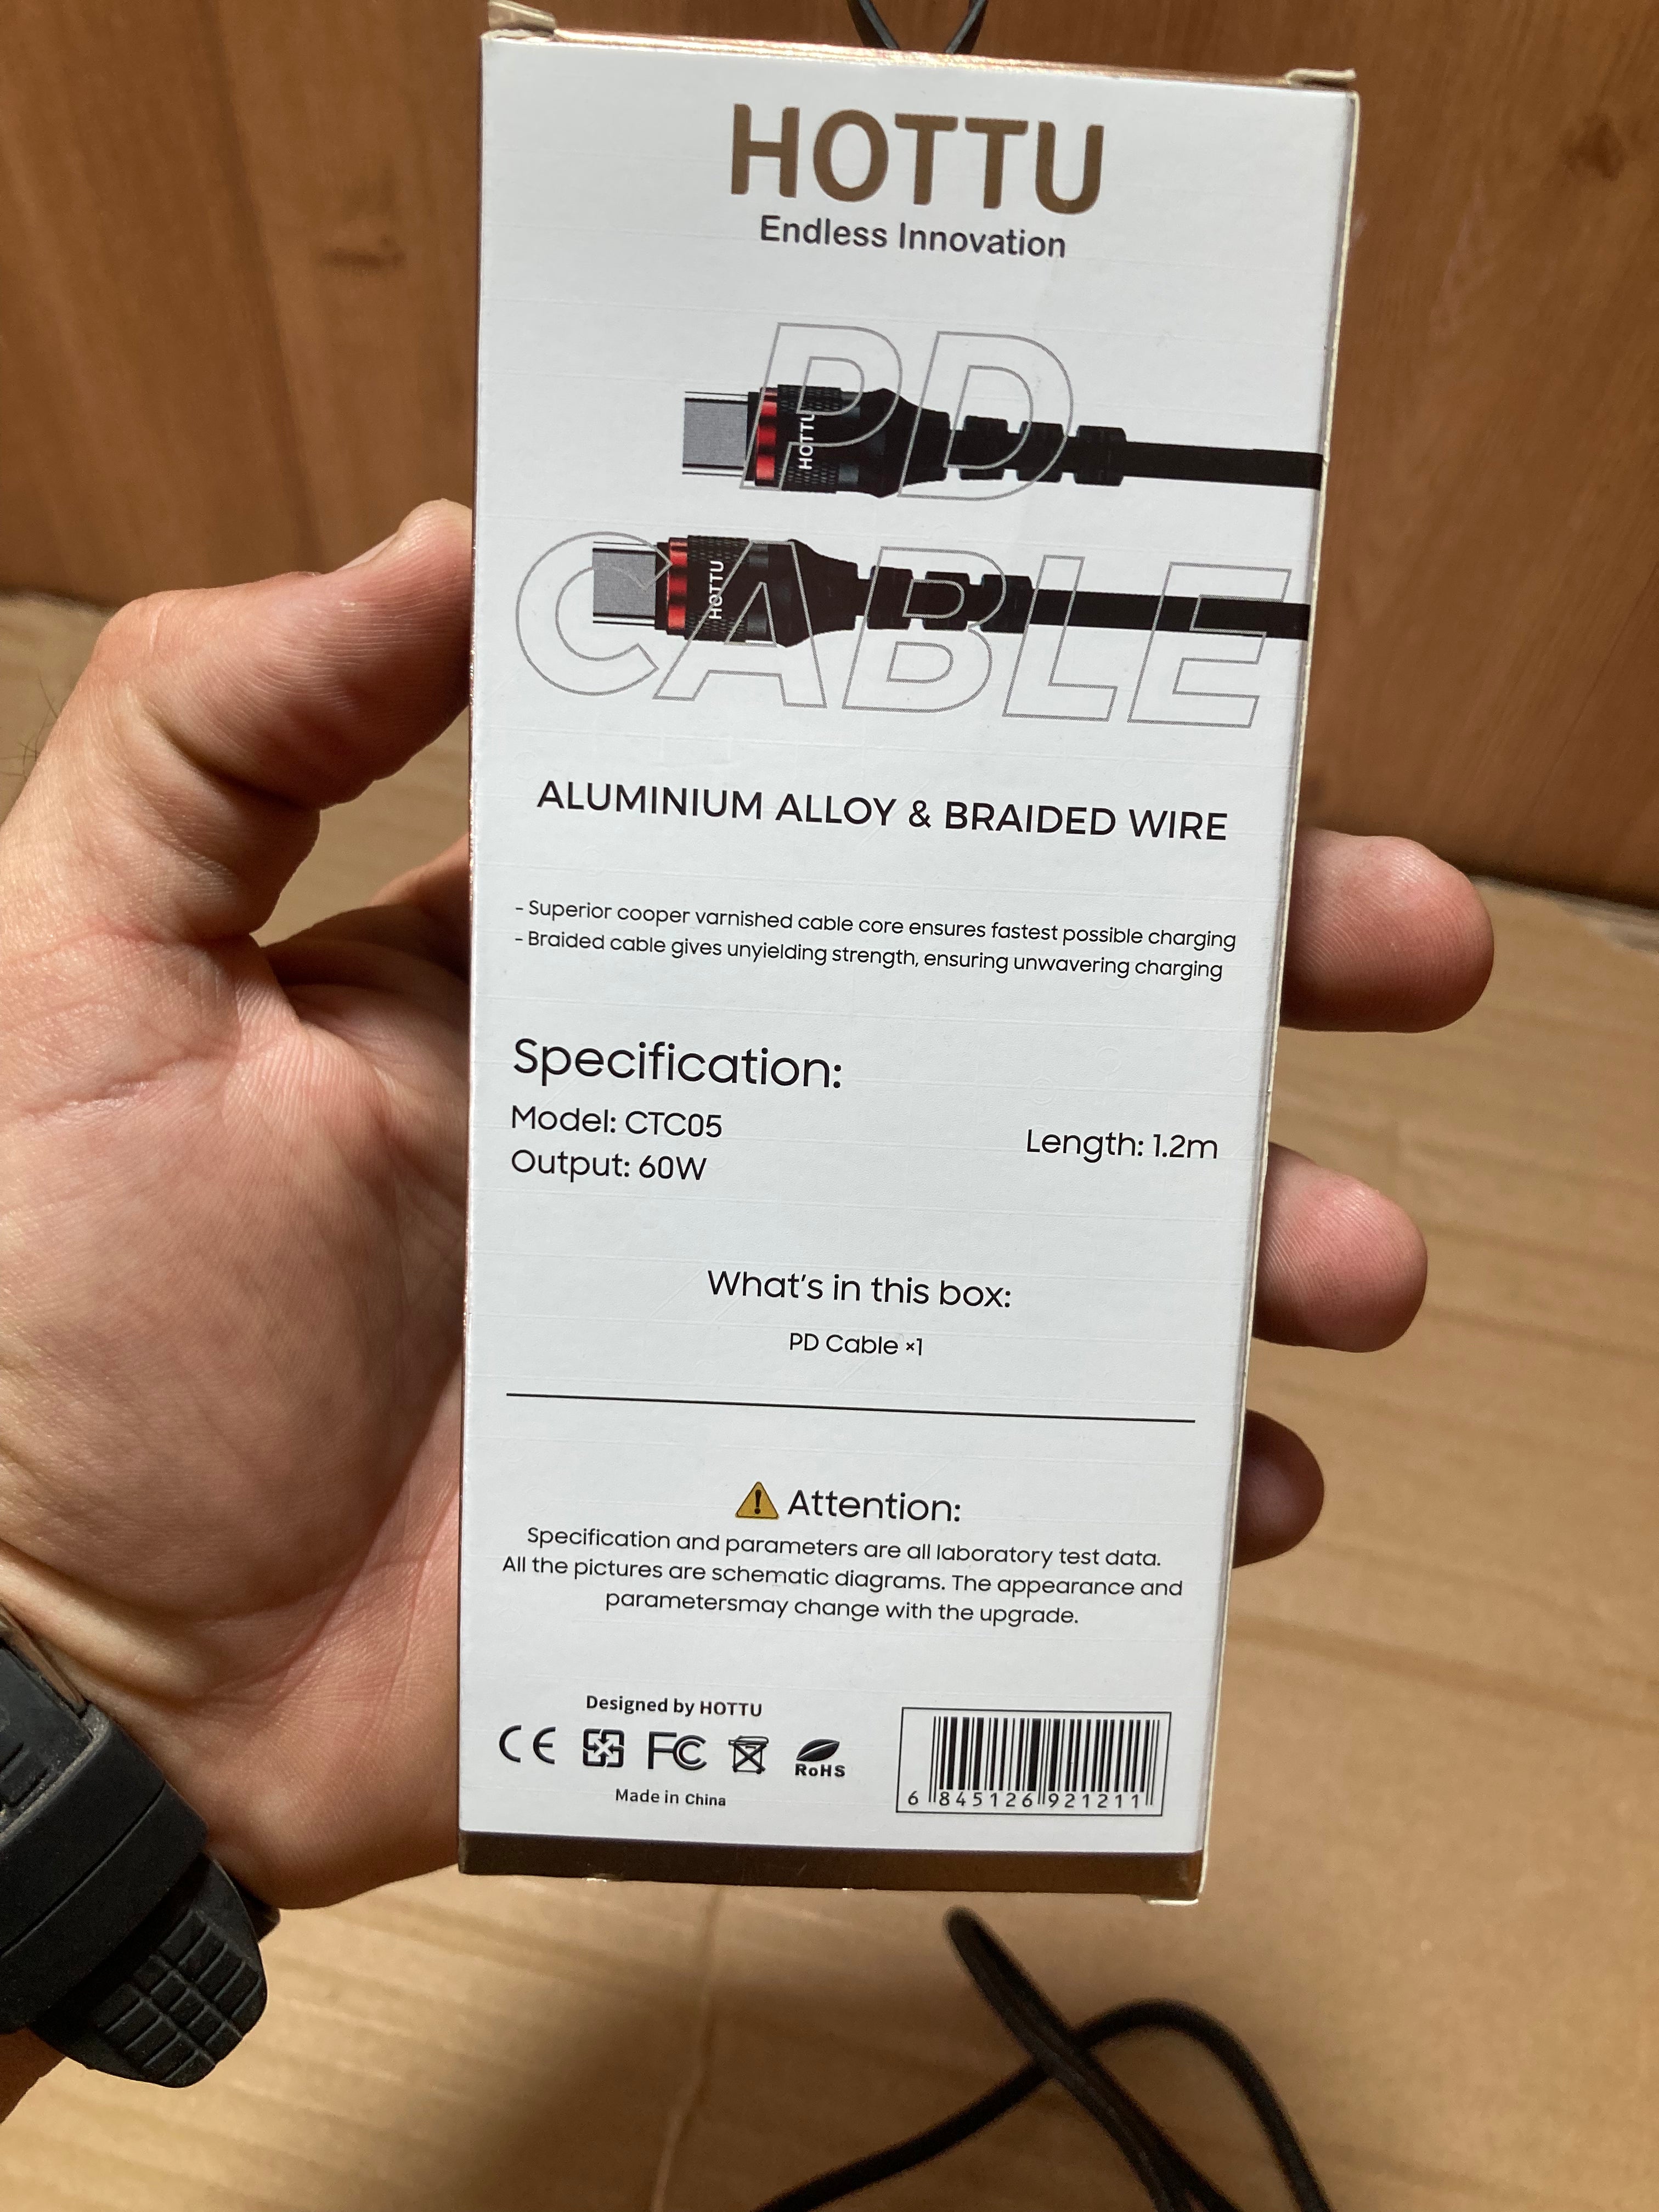 HOTTU
Endless Innovation
PD
HOTTU
CABLE
HOTTU
ALUMINIUM ALLOY & BRAIDED WIRE
- Superior cooper varnished cable core ensures fastest possible charging
- Braided cable gives unyielding strength, ensuring unwavering charging
Specification:
Model: CTC05
Length: 1.2m
Output: 60W
What's in this box:
PD Cable ×1
Attention:
Specification and parameters are all laboratory test data.
All the pictures are schematic diagrams. The appearance and
parametersmay change with the upgrade.
Designed by HOTTU
CE FC RoHS
Made in China
6 845126 921211